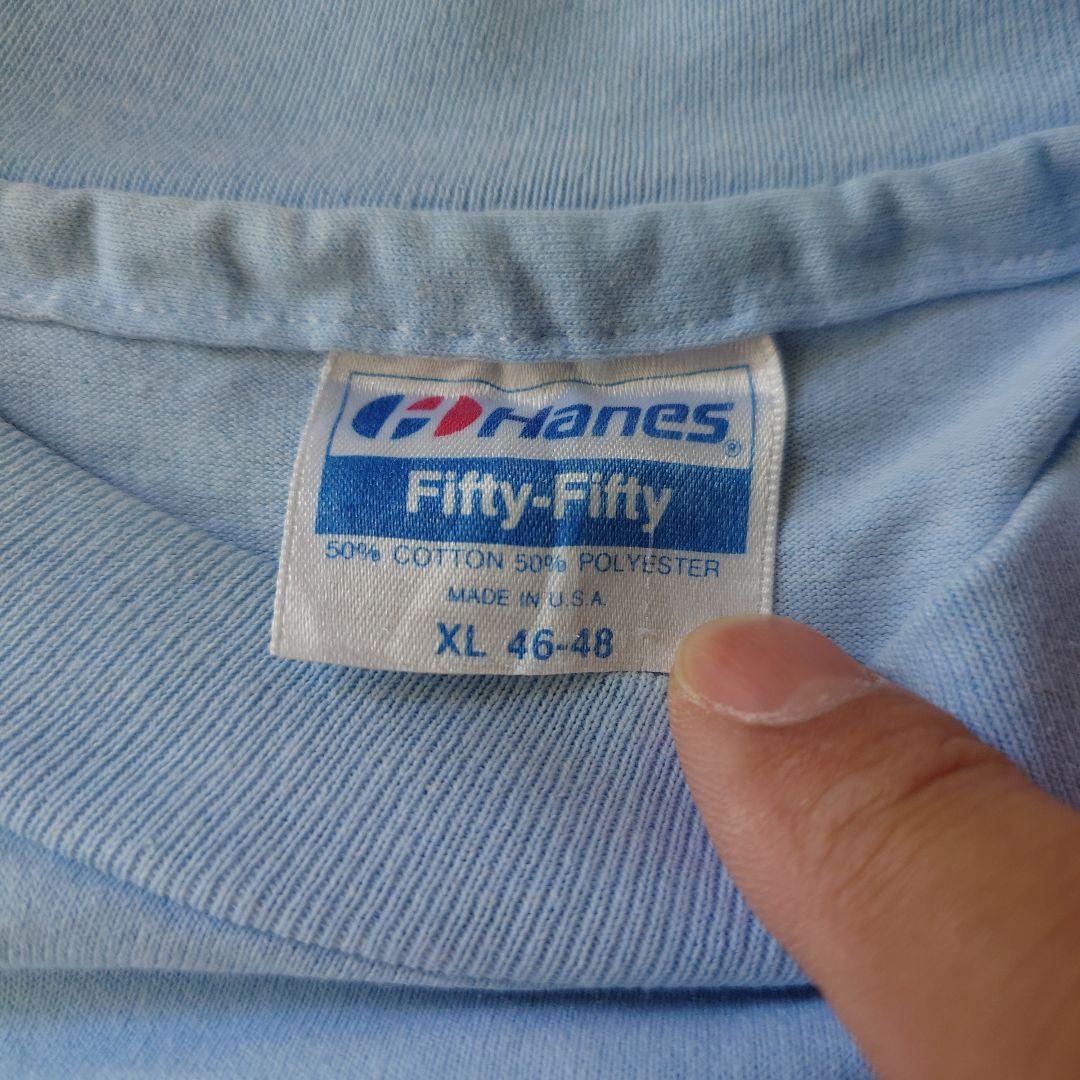 Hanes®
Fifty-Fifty
50% COTTON 50% POLYESTER
MADE IN U.S.A.
XL 46-48